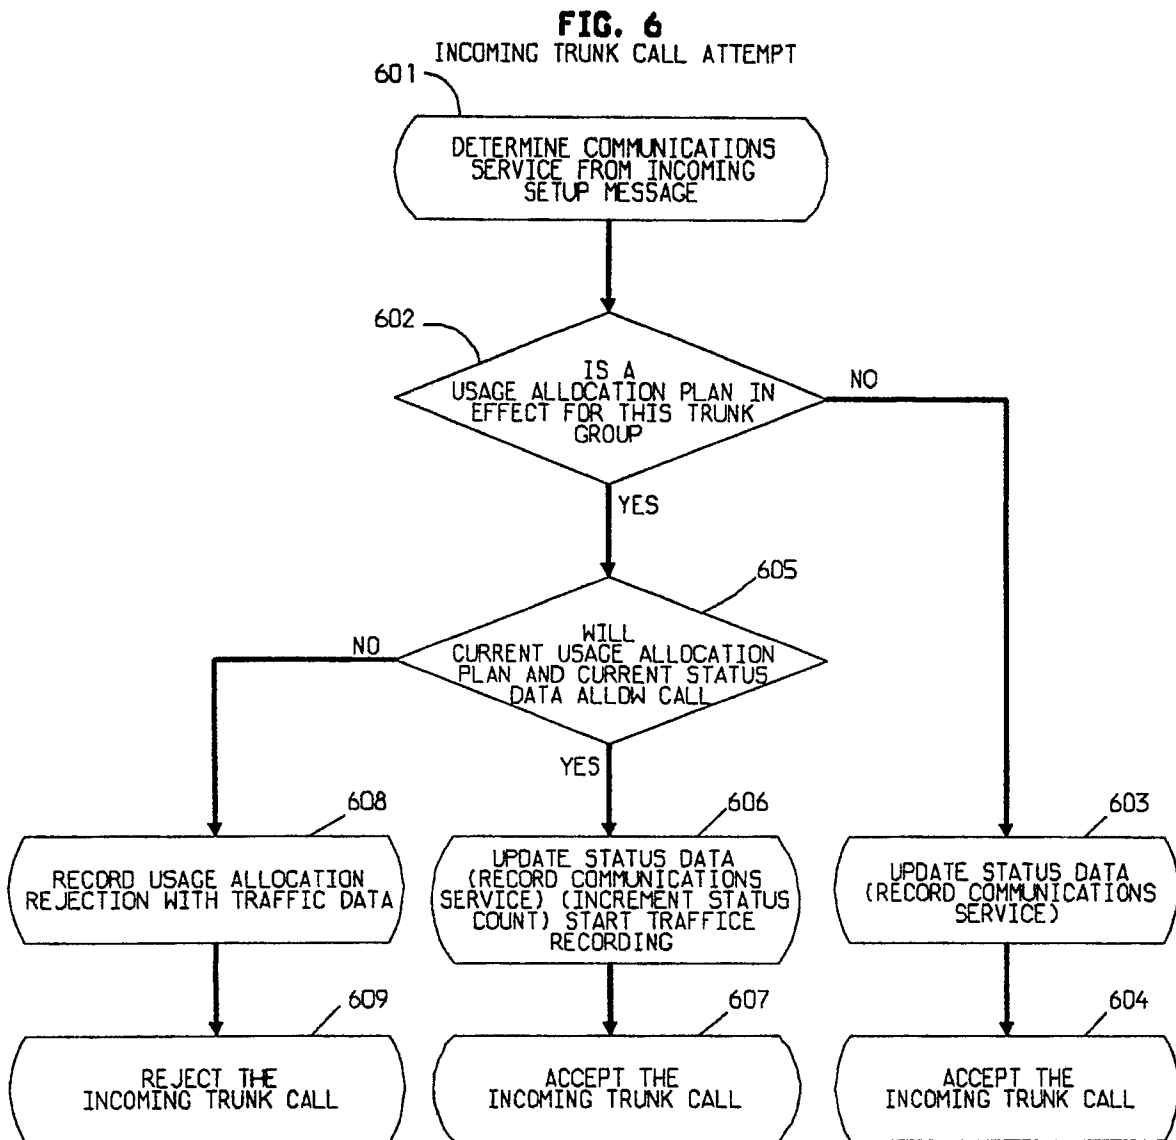 FIG. 6
INCOMING TRUNK CALL ATTEMPT
601
DETERMINE COMMUNICATIONS
SERVICE FROM INCOMING
SETUP MESSAGE
602
IS A
USAGE ALLOCATION PLAN IN
EFFECT FOR THIS TRUNK
GROUP
NO
YES
605
WILL
CURRENT USAGE ALLOCATION
PLAN AND CURRENT STATUS
DATA ALLOW CALL
NO
YES
608
RECORD USAGE ALLOCATION
REJECTION WITH TRAFFIC DATA
606
UPDATE STATUS DATA
(RECORD COMMUNICATIONS
SERVICE) (INCREMENT STATUS
COUNT) START TRAFFICE
RECORDING
603
UPDATE STATUS DATA
(RECORD COMMUNICATIONS
SERVICE)
609
REJECT THE
INCOMING TRUNK CALL
607
ACCEPT THE
INCOMING TRUNK CALL
604
ACCEPT THE
INCOMING TRUNK CALL